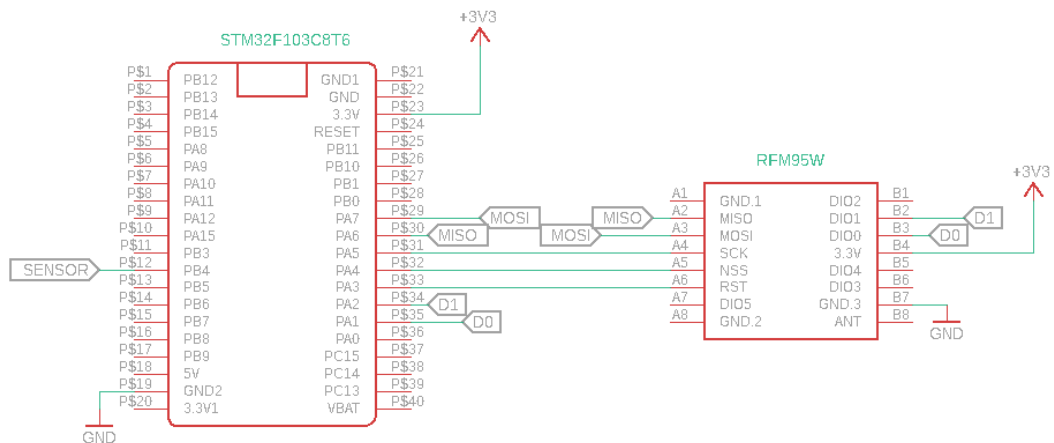 +3V3
STM32F103C8T6
P$1 PB12 GND1 P$21
P$2 PB13 GND P$22
P$3 PB14 3.3V P$23
P$4 PB15 RESET P$24
P$5 PA8 PB11 P$25
P$6 PA9 PB10 P$26
P$7 PA10 PB1 P$27
P$8 PA11 PB0 P$28
P$9 PA12 PA7 P$29 MOSI
P$10 PA15 PA6 P$30 MISO
P$11 PB3 PA5 P$31
SENSOR P$12 PB4 PA4 P$32
P$13 PB5 PA3 P$33
P$14 PB6 PA2 P$34 D1
P$15 PB7 PA1 P$35 D0
P$16 PB8 PA0 P$36
P$17 PB9 PC15 P$37
P$18 5V PC14 P$38
P$19 GND2 PC13 P$39
P$20 3.3V1 VBAT P$40
GND
RFM95W
+3V3
A1 GND.1 DIO2 B1
MISO A2 MISO DIO1 B2 D1
MOSI A3 MOSI DIO0 B3 D0
A4 SCK 3.3V B4
A5 NSS DIO4 B5
A6 RST DIO3 B6
A7 DIO5 GND.3 B7
A8 GND.2 ANT B8
GND